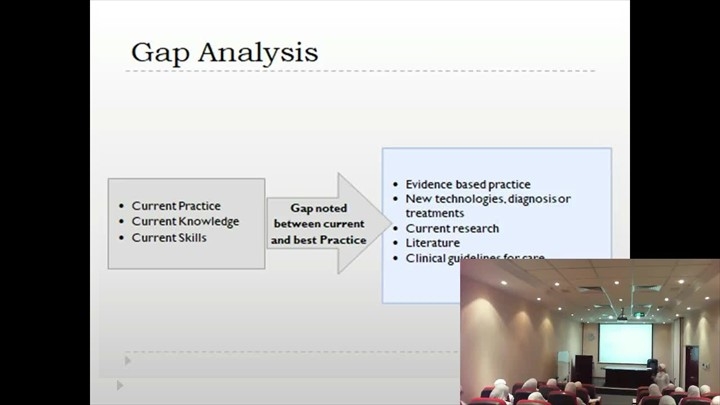 Gap Analysis
• Current Practice
• Current Knowledge
• Current Skills
Gap noted
between current
and best Practice
• Evidence based practice
• New technologies, diagnosis or
treatments
• Current research
• Literature
• Clinical guidelines for care